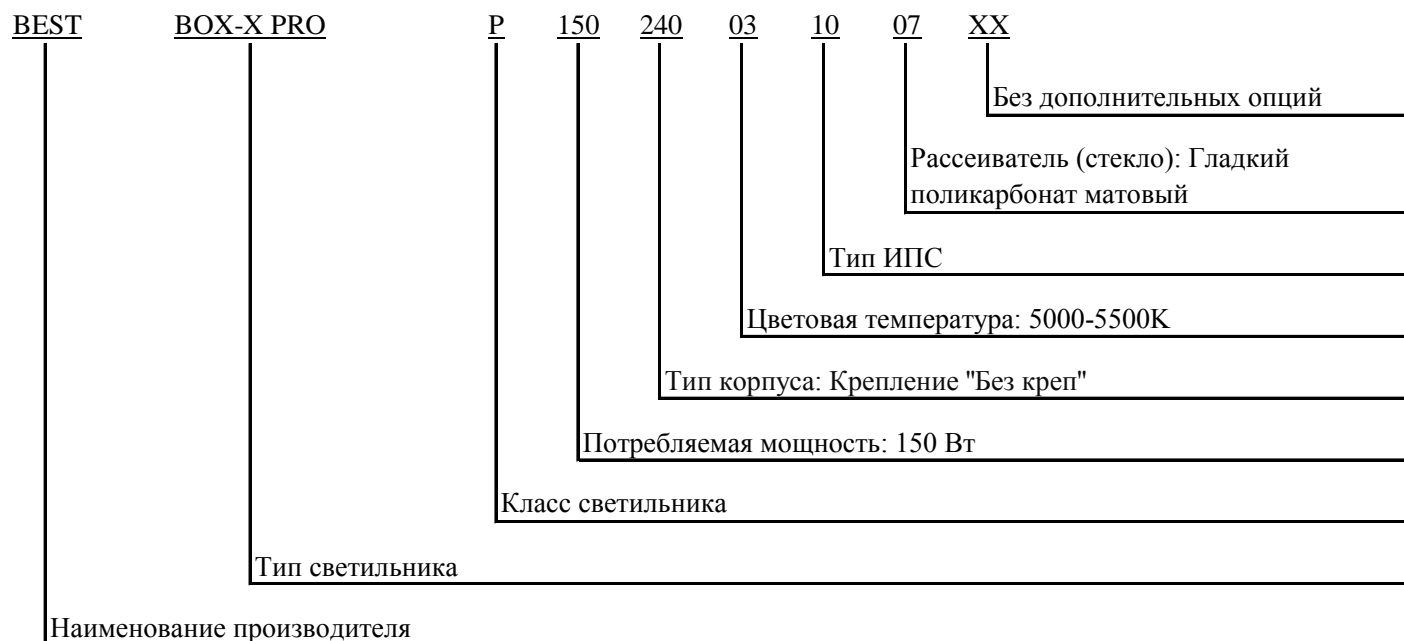 BEST BOX-X PRO P 150 240 03 10 07 XX
Без дополнительных опций
Рассеиватель (стекло): Гладкий
поликарбонат матовый
Тип ИПС
Цветовая температура: 5000-5500K
Тип корпуса: Крепление "Без креп"
Потребляемая мощность: 150 Вт
Класс светильника
Тип светильника
Наименование производителя